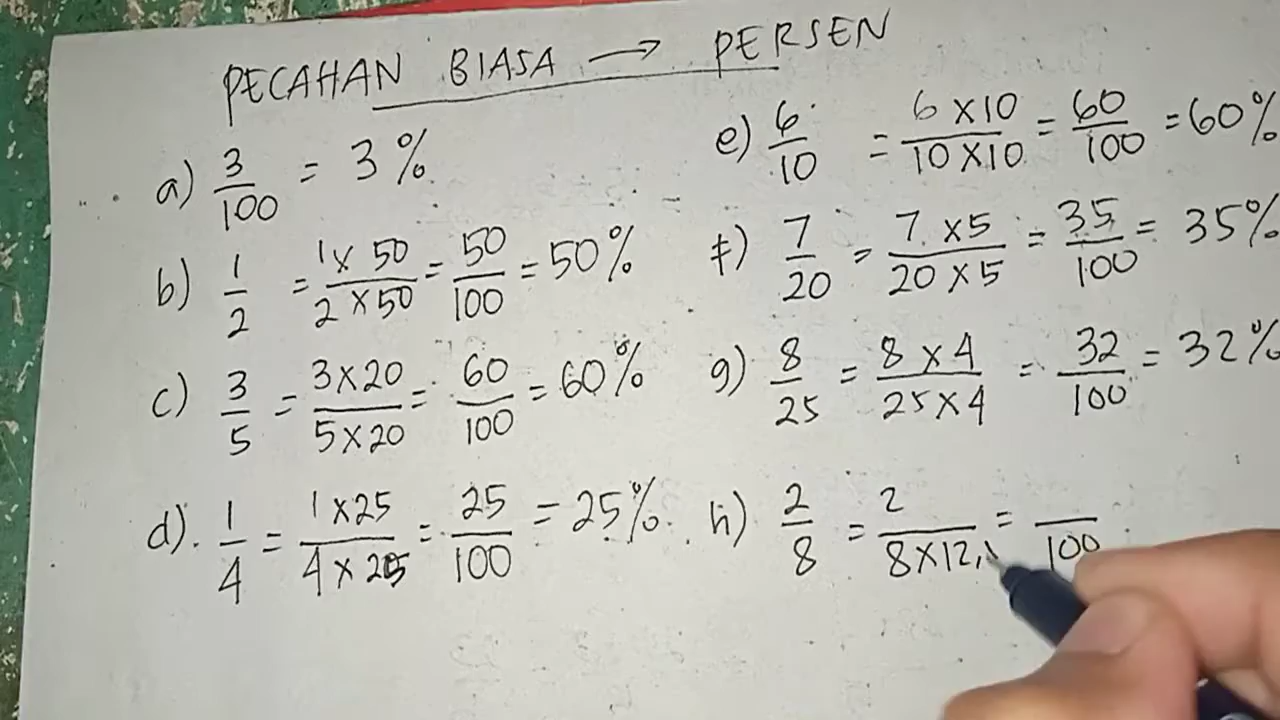 PECAHAN BIASA → PERSEN
a) 3/100 = 3%
b) 1/2 = 1 x 50/2 x 50 = 50/100 = 50%
c) 3/5 = 3 x 20/5 x 20 = 60/100 = 60%
d). 1/4 = 1 x 25/4 x 25 = 25/100 = 25%.
e) 6/10 = 6 x 10/10 x 10 = 60/100 = 60%
f) 7/20 = 7 x 5/20 x 5 = 35/100 = 35%
g) 8/25 = 8 x 4/25 x 4 = 32/100 = 32%
h) 2/8 = 2/8 x 12, = /100